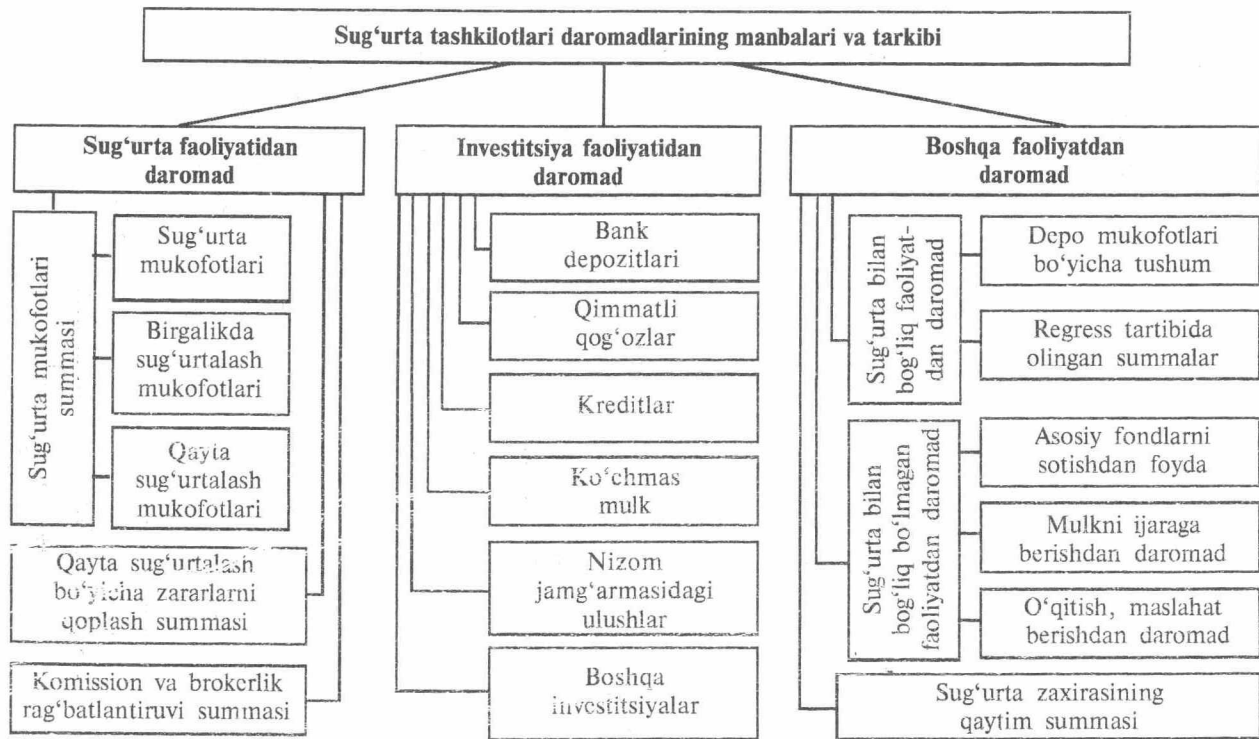 Sug‘urta tashkilotlari daromadlarining manbalari va tarkibi
Sug‘urta faoliyatidan
daromad
Sug‘urta mukofotlari
summasi
Sug‘urta
mukofotlari
Birgalikda
sug‘urtalash
mukofotlari
Qayta
sug‘urtalash
mukofotlari
Qayta sug‘urtalash
bo‘yicha zararlarni
qoplash summasi
Komission va brokerlik
rag‘batlantiruvi summasi
Investitsiya faoliyatidan
daromad
Bank
depozitlari
Qimmatli
qog‘ozlar
Kreditlar
Ko‘chmas
mulk
Nizom
jamg‘armasidagi
ulushlar
Boshqa
investitsiyalar
Boshqa faoliyatdan
daromad
Sug‘urta bilan
bog‘liq faoliyat-
dan daromad
Depo mukofotlari
bo‘yicha tushum
Regress tartibida
olingan summalar
Sug‘urta bilan
bog‘liq bo‘lmagan
faoliyatdan daromad
Asosiy fondlarni
sotishdan foyda
Mulkni ijaraga
berishdan daromad
O‘qitish, maslahat
berishdan daromad
Sug‘urta zaxirasining
qaytim summasi